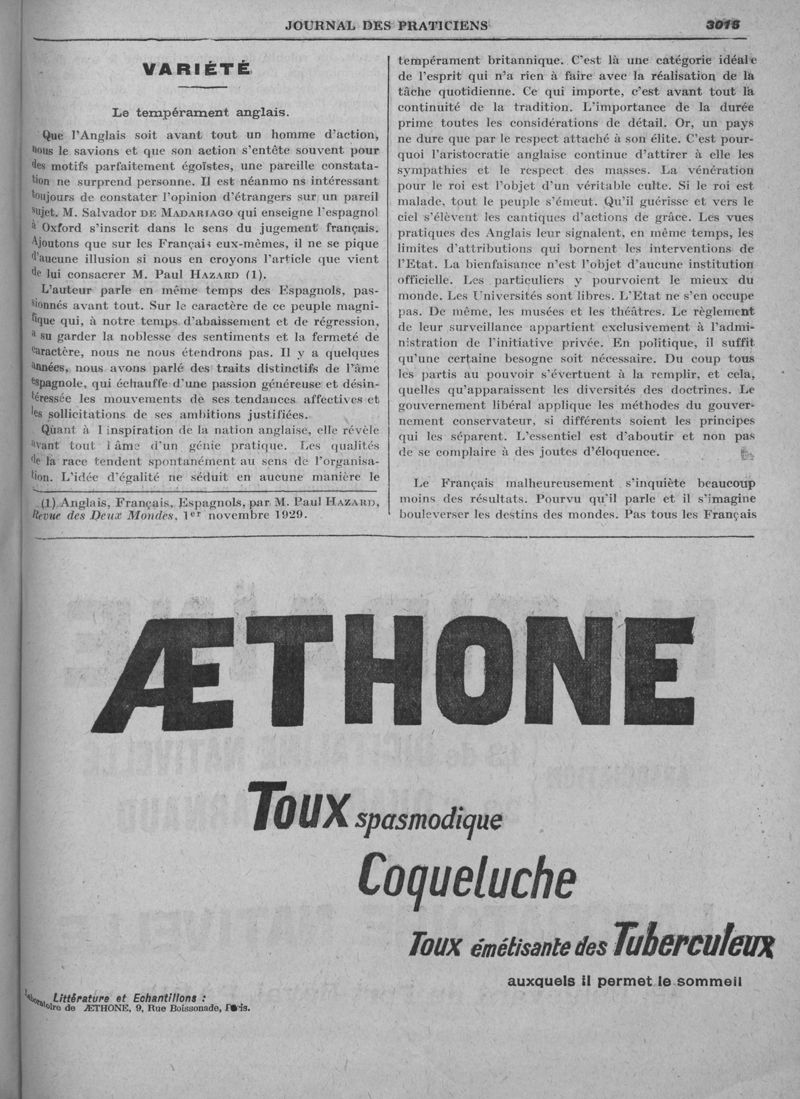 JOURNAL DES PRATICIENS 3015
VARIÉTÉ
Le tempérament anglais.
Que l'Anglais soit avant tout un homme d'action,
nous le savions et que son action s'entête souvent pour
des motifs parfaitement égoïstes, une pareille constata-
tion ne surprend personne. Il est néanmo ns intéressant
toujours de constater l'opinion d'étrangers sur un pareil
sujet. M. Salvador DE MADARIAGO qui enseigne l'espagnol
à Oxford s'inscrit dans le sens du jugement français.
Ajoutons que sur les Français eux-mêmes, il ne se pique
d'aucune illusion si nous en croyons l'article que vient
de lui consacrer M. Paul HAZARD (1).
L'auteur parle en même temps des Espagnols, pas-
sionnés avant tout. Sur le caractère de ce peuple magni-
fique qui, à notre temps d'abaissement et de régression,
a su garder la noblesse des sentiments et la fermeté de
caractère, nous ne nous étendrons pas. Il y a quelques
années, nous avons parlé des traits distinctifs de l'âme
espagnole, qui échauffe d'une passion généreuse et désin-
téressée les mouvements de ses tendances affectives et
les sollicitations de ses ambitions justifiées.
Quant à l inspiration de la nation anglaise, elle révèle
avant tout l âme d'un génie pratique. Les qualités
de la race tendent spontanément au sens de l'organisa-
tion. L'idée d'égalité ne séduit en aucune manière le
(1) Anglais, Français, Espagnols, par M. Paul HAZARD,
Revue des Deux Mondes, 1er novembre 1929.
tempérament britannique. C'est là une catégorie idéale
de l'esprit qui n'a rien à faire avec la réalisation de la
tâche quotidienne. Ce qui importe, c'est avant tout la
continuité de la tradition. L'importance de la durée
prime toutes les considérations de détail. Or, un pays
ne dure que par le respect attaché à son élite. C'est pour-
quoi l'aristocratie anglaise continue d'attirer à elle les
sympathies et le respect des masses. La vénération
pour le roi est l'objet d'un véritable culte. Si le roi est
malade, tout le peuple s'émeut. Qu'il guérisse et vers le
ciel s'élèvent les cantiques d'actions de grâce. Les vues
pratiques des Anglais leur signalent, en même temps, les
limites d'attributions qui bornent les interventions de
l'Etat. La bienfaisance n'est l'objet d'aucune institution
officielle. Les particuliers y pourvoient le mieux du
monde. Les Universités sont libres. L'Etat ne s'en occupe
pas. De même, les musées et les théâtres. Le règlement
de leur surveillance appartient exclusivement à l'admi-
nistration de l'initiative privée. En politique, il suffit
qu'une certaine besogne soit nécessaire. Du coup tous
les partis au pouvoir s'évertuent à la remplir, et cela,
quelles qu'apparaissent les diversités des doctrines. Le
gouvernement libéral applique les méthodes du gouver-
nement conservateur, si différents soient les principes
qui les séparent. L'essentiel est d'aboutir et non pas
de se complaire à des joutes d'éloquence.
Le Français malheureusement s'inquiète beaucoup
moins des résultats. Pourvu qu'il parle et il s'imagine
bouleverser les destins des mondes. Pas tous les Français
ÆTHONE
Toux spasmodique
Coqueluche
Toux émétisante des Tuberculeux
auxquels il permet le sommeil
Littérature et Echantillons :
Laboratoire de ÆTHONE, 9, Rue Boissonade, Paris.